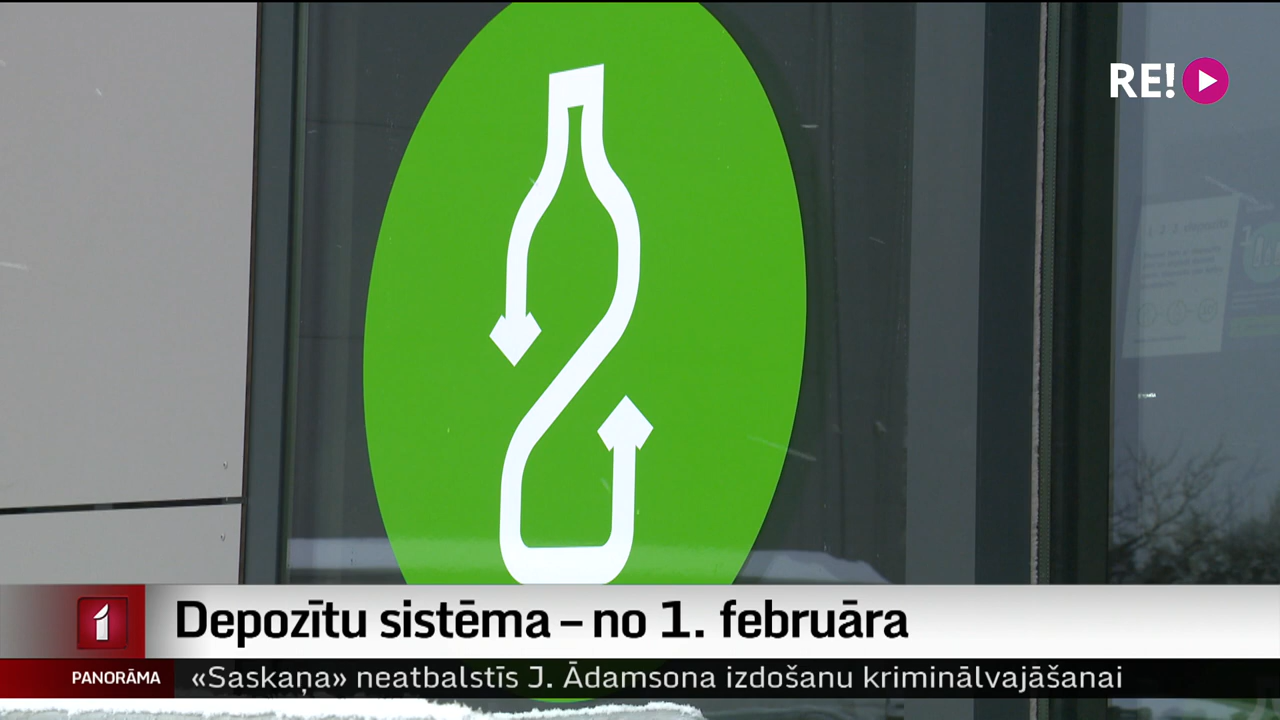 RE!
Depozītu sistēma – no 1. februāra
1
PANORĀMA
«Saskaņa» neatbalstīs J. Ādamsona izdošanu kriminālvajāšanai